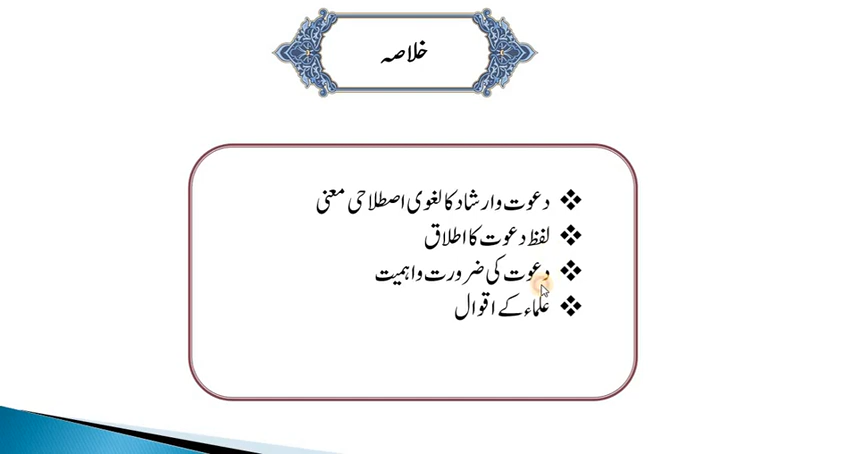 خلاصہ
دعوت وارشاد کا لغوی اصطلاحی معنی
لفظ دعوت کا اطلاق
دعوت کی ضرورت واہمیت
علماء کے اقوال